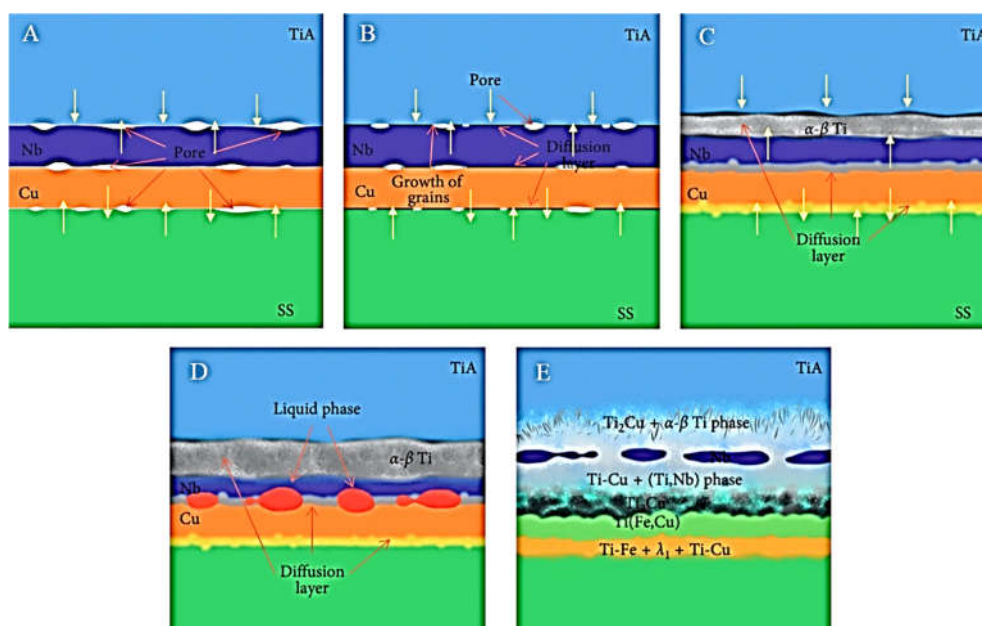 A
TiA
Nb
Pore
Cu
SS
B
TiA
Pore
Nb
Diffusion
layer
Cu
Growth of
grains
SS
C
TiA
α-β Ti
Nb
Cu
Diffusion
layer
SS
D
TiA
Liquid phase
α-β Ti
Nb
Cu
Diffusion
layer
E
TiA
Ti₂Cu + α-β Ti phase
Nb
Ti-Cu + (Ti,Nb) phase
Ti(Fe,Cu)
Ti-Fe + λ₁ + Ti-Cu